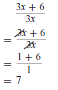 3x + 6
3x
= 3x + 6
3x
= 1 + 6
1
= 7